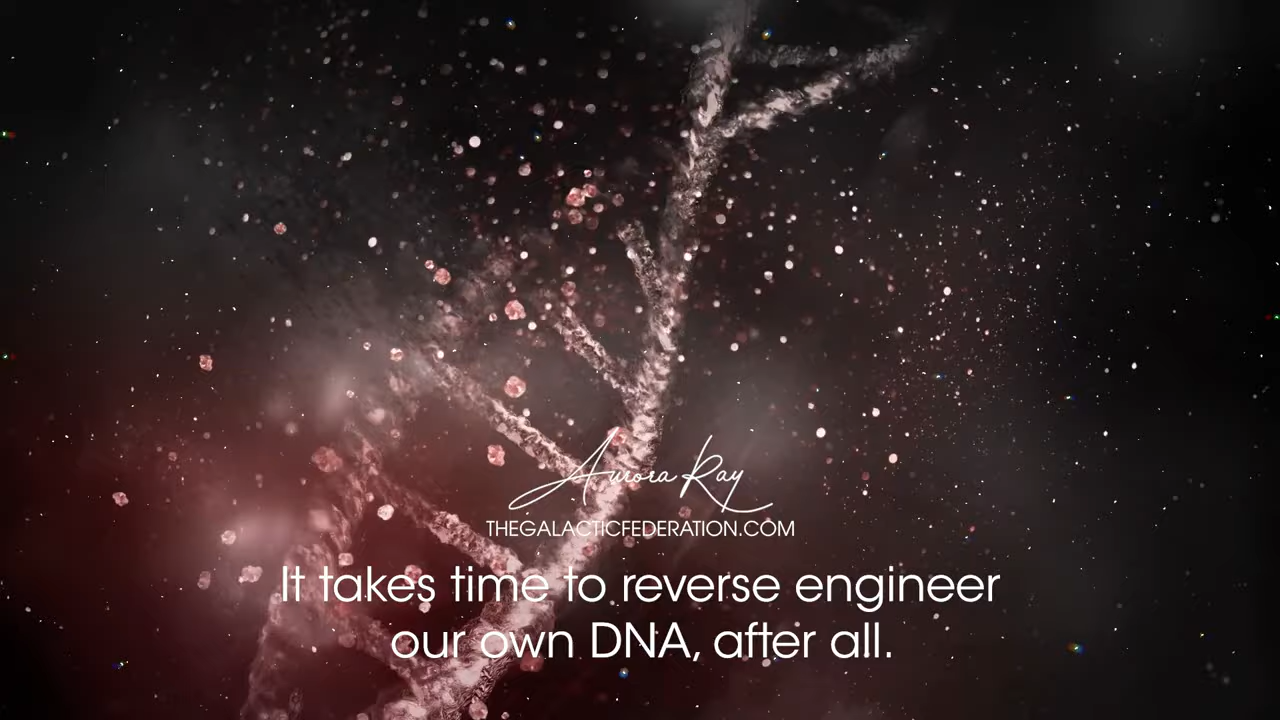 Aurora Ray
THEGALACTICFEDERATION.COM
It takes time to reverse engineer
our own DNA, after all.